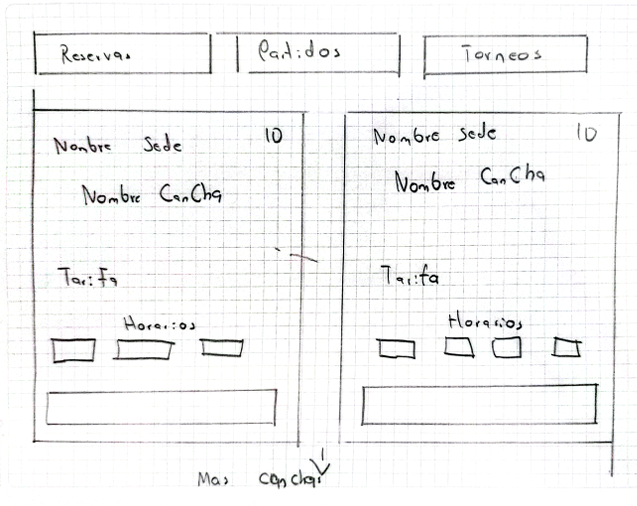 Reservas
Partidos
Torneos
Nombre Sede 10
Nombre CanCha
Tarifa
Horarios
Nombre Sede 10
Nombre CanCha
Tarifa
Horarios
Mas canchas